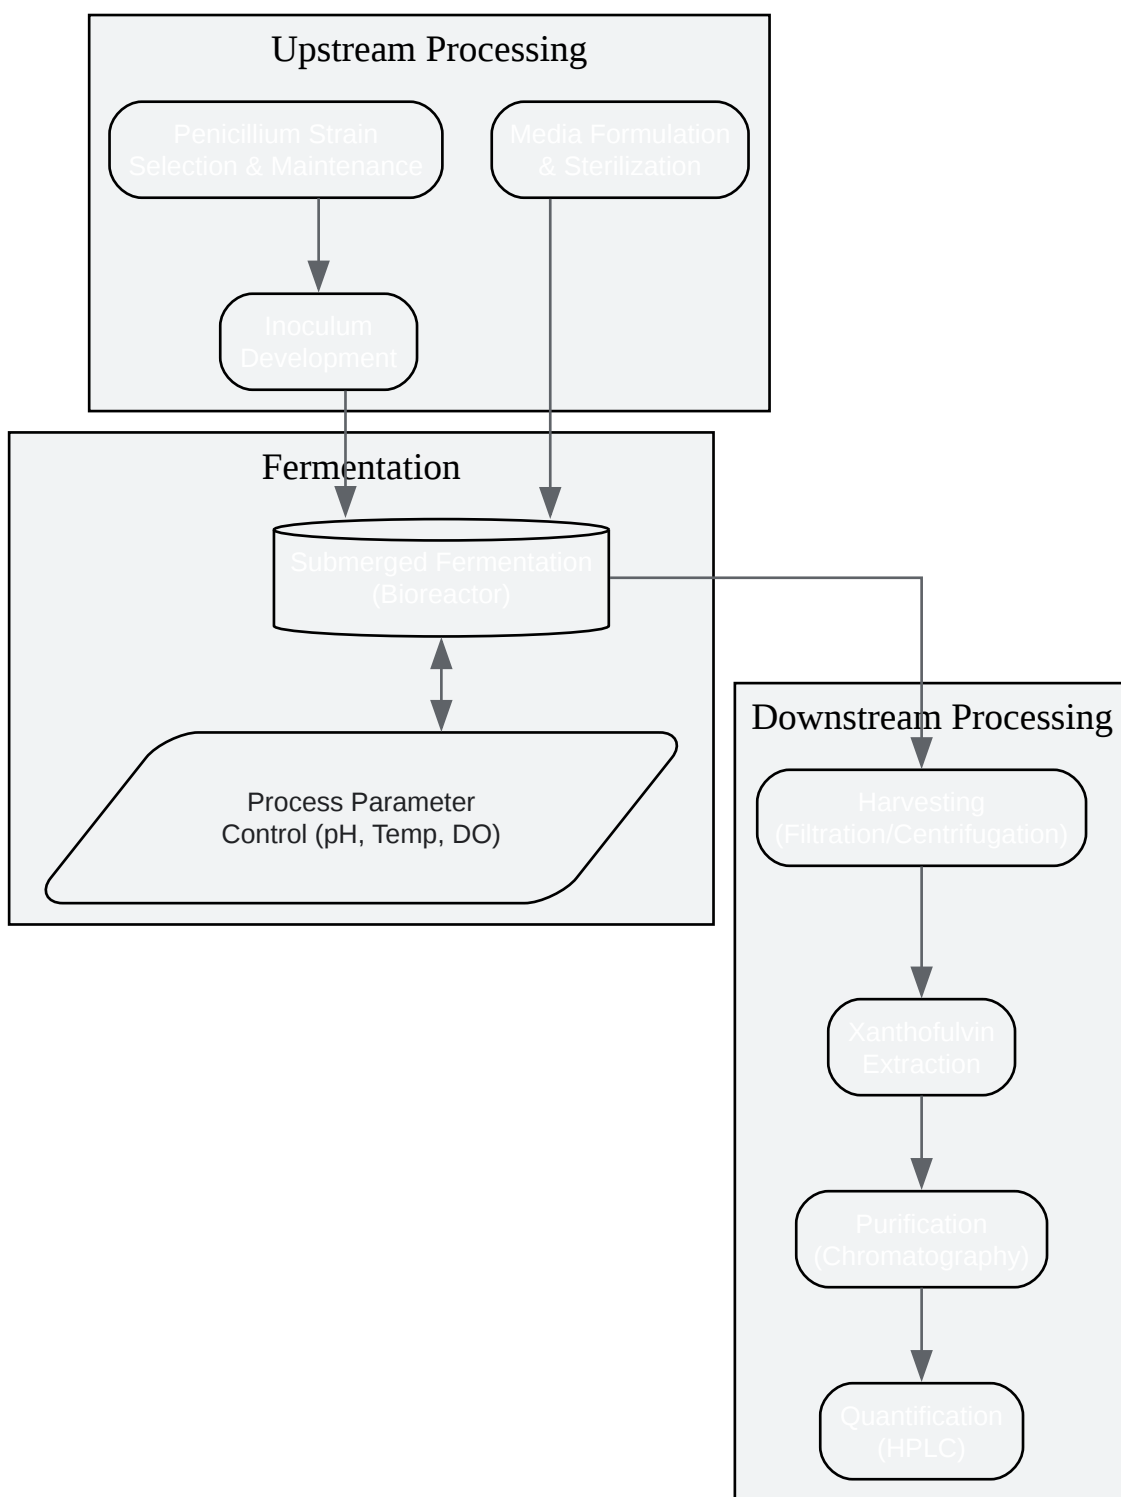 Upstream Processing
Penicillium Strain
Selection & Maintenance
Media Formulation
& Sterilization
Inoculum
Development
Fermentation
Submerged Fermentation
(Bioreactor)
Process Parameter
Control (pH, Temp, DO)
Downstream Processing
Harvesting
(Filtration/Centrifugation)
Xanthofulvin
Extraction
Purification
(Chromatography)
Quantification
(HPLC)